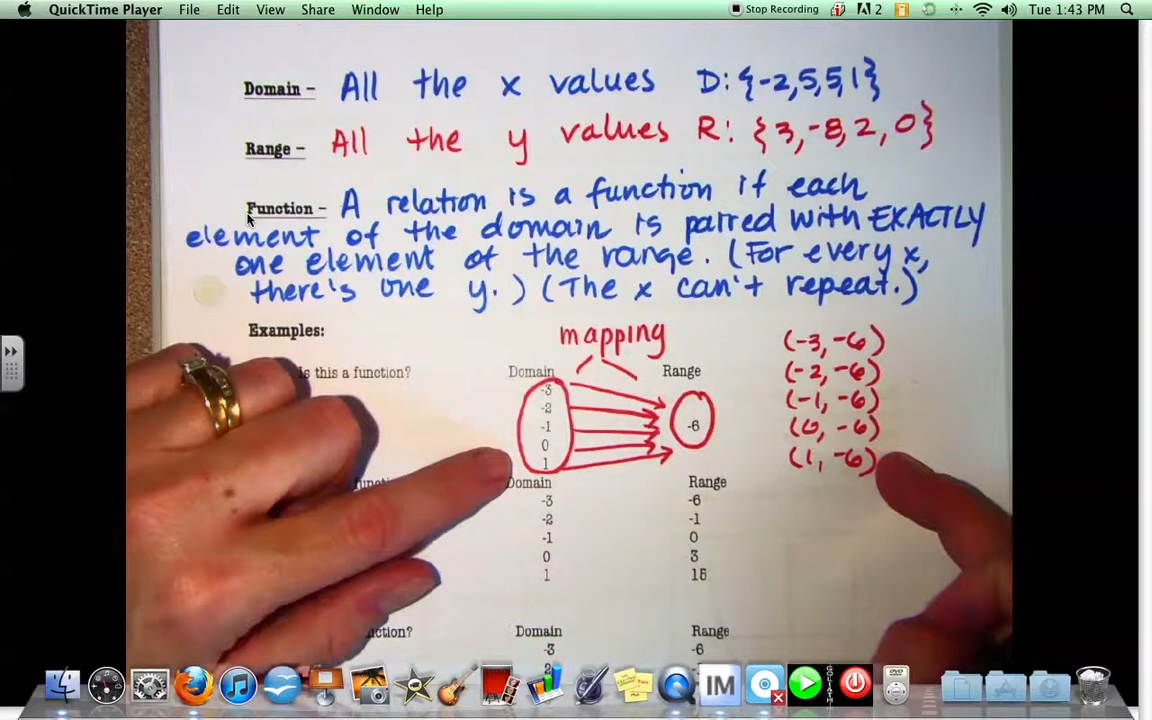 QuickTime Player File Edit View Share Window Help Stop Recording 2 Tue 1:43 PM
Domain - All the x values D: {-2,5,5,1}
Range - All the y values R: {3,-8,2,0}
Function - A relation is a function if each
element of the domain is paired with EXACTLY
one element of the range. (For every x,
there's one y.) (The x can't repeat.)
Examples:
mapping
is this a function? Domain Range
-3
-2
-1 -6
0
1
(-3, -6)
(-2, -6)
(-1, -6)
(0, -6)
(1, -6)
Domain Range
-3 -6
-2 -1
-1 0
0 3
1 15
Domain Range
-3 -6
IM